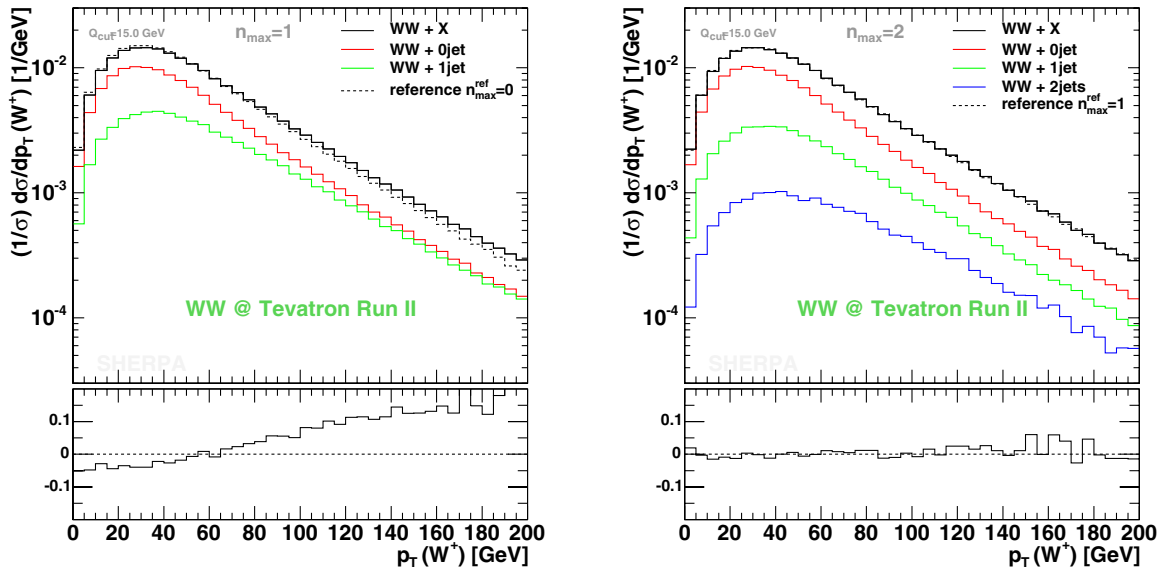 (1/σ) dσ/dp_T (W⁺) [1/GeV]
10⁻²
10⁻³
10⁻⁴
Q_cut=15.0 GeV
n_max=1
WW + X
WW + 0jet
WW + 1jet
reference n_max^ref=0
WW @ Tevatron Run II
SHERPA
0.1
0
-0.1
0 20 40 60 80 100 120 140 160 180 200
p_T (W⁺) [GeV]
(1/σ) dσ/dp_T (W⁺) [1/GeV]
10⁻²
10⁻³
10⁻⁴
Q_cut=15.0 GeV
n_max=2
WW + X
WW + 0jet
WW + 1jet
WW + 2jets
reference n_max^ref=1
WW @ Tevatron Run II
SHERPA
0.1
0
-0.1
0 20 40 60 80 100 120 140 160 180 200
p_T (W⁺) [GeV]